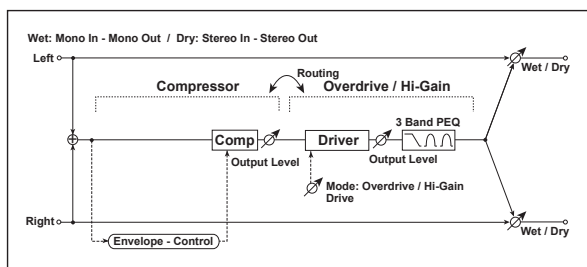 Wet: Mono In - Mono Out / Dry: Stereo In - Stereo Out
Left
Wet / Dry
Routing
Compressor
Overdrive / Hi-Gain
3 Band PEQ
Comp
Driver
Output Level
Output Level
Mode: Overdrive / Hi-Gain
Drive
Right
Wet / Dry
Envelope - Control